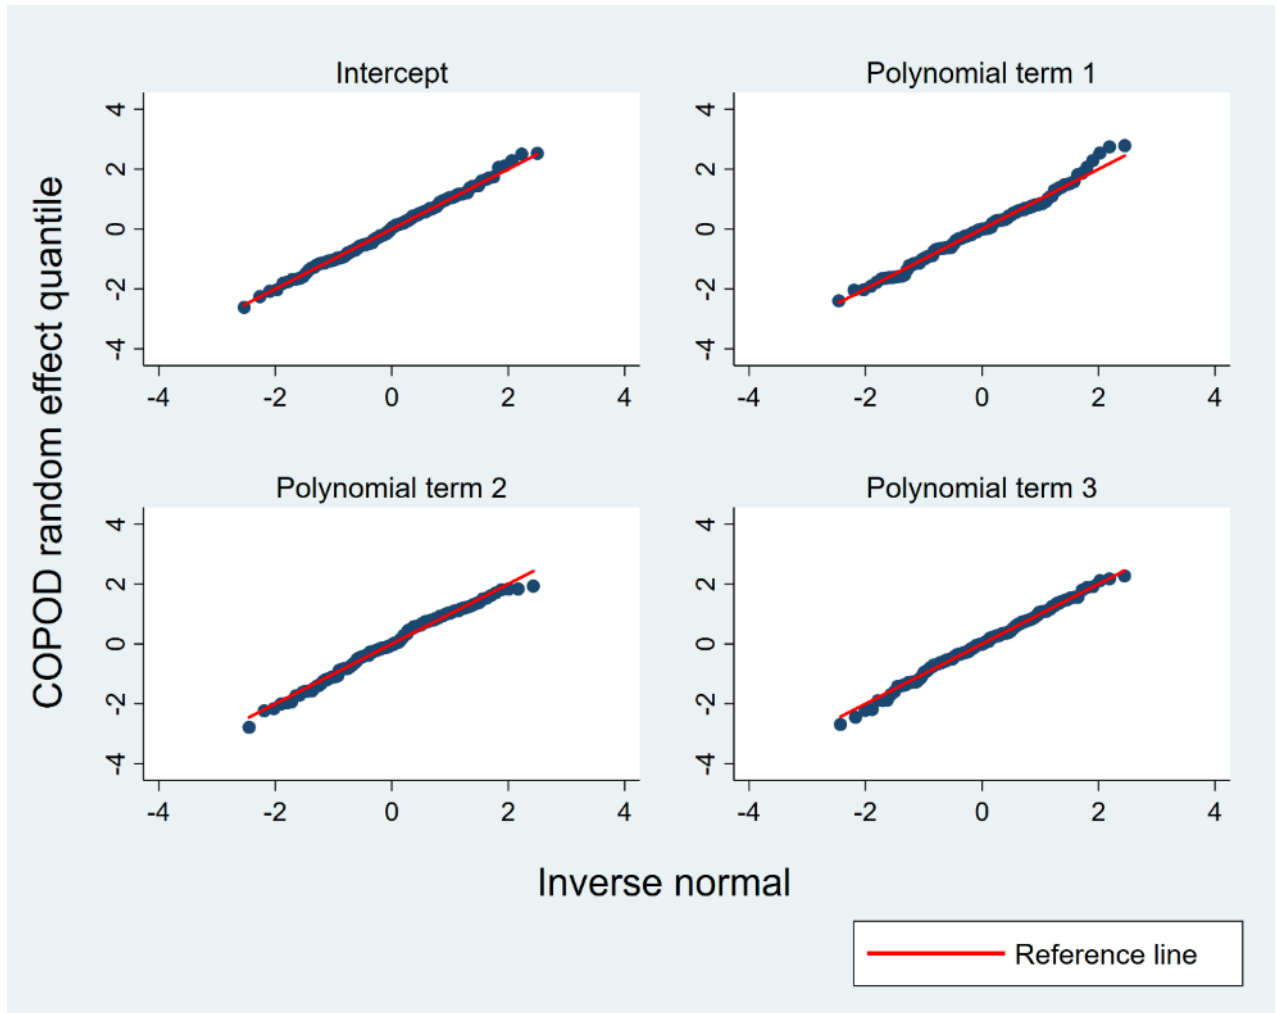 Intercept
Polynomial term 1
4
2
0
-2
-4
-4 -2 0 2 4
4
2
0
-2
-4
-4 -2 0 2 4
COPOD random effect quantile
Polynomial term 2
Polynomial term 3
4
2
0
-2
-4
-4 -2 0 2 4
4
2
0
-2
-4
-4 -2 0 2 4
Inverse normal
Reference line